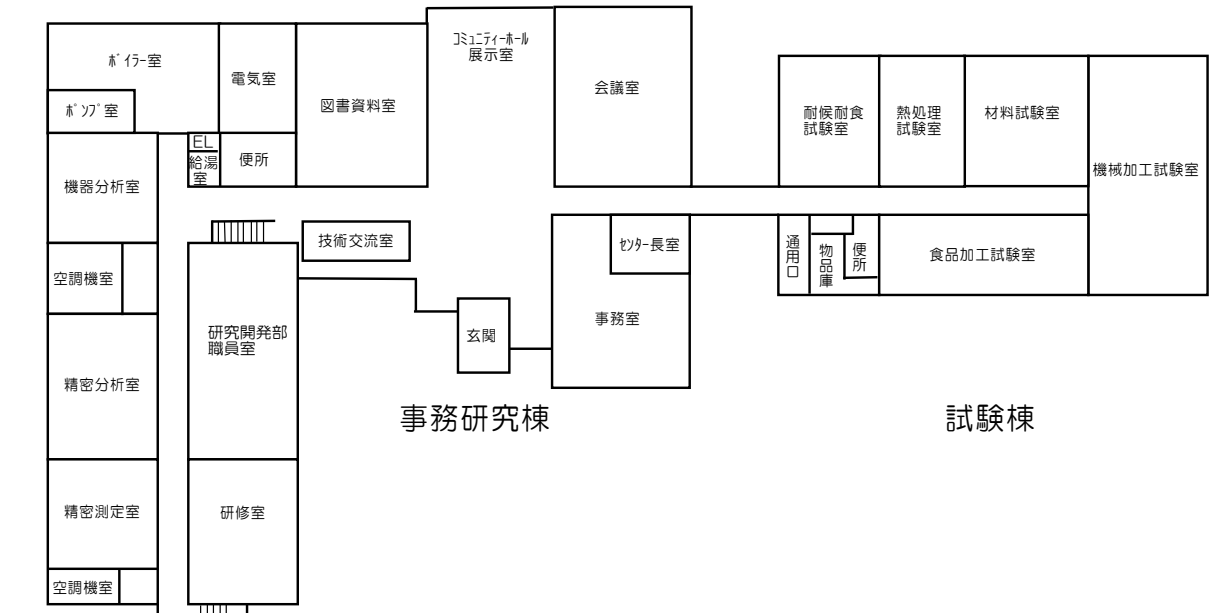 ﾎﾞｲﾗｰ室
電気室
ﾎﾟﾝﾌﾟ室
図書資料室
ｺﾐｭﾆﾃｨｰﾎｰﾙ
展示室
会議室
耐候耐食
試験室
熱処理
試験室
材料試験室
機械加工試験室
EL
給湯
室
便所
機器分析室
技術交流室
ｾﾝﾀｰ長室
通用口
物品庫
便所
食品加工試験室
空調機室
研究開発部
職員室
玄関
事務室
精密分析室
事務研究棟
試験棟
精密測定室
研修室
空調機室